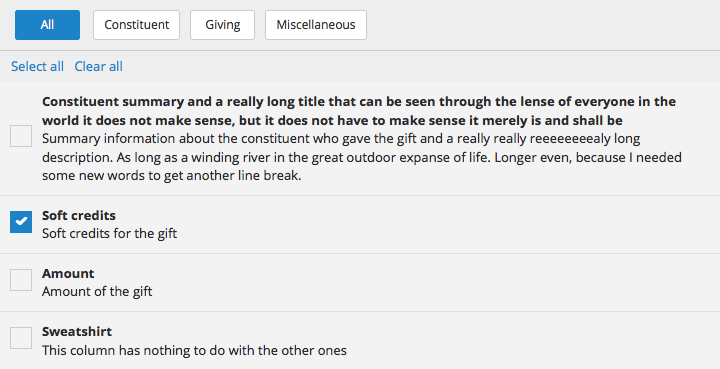 All Constituent Giving Miscellaneous
Select all Clear all
Constituent summary and a really long title that can be seen through the lense of everyone in the
world it does not make sense, but it does not have to make sense it merely is and shall be
Summary information about the constituent who gave the gift and a really really reeeeeeeealy long
description. As long as a winding river in the great outdoor expanse of life. Longer even, because I needed
some new words to get another line break.
Soft credits
Soft credits for the gift
Amount
Amount of the gift
Sweatshirt
This column has nothing to do with the other ones